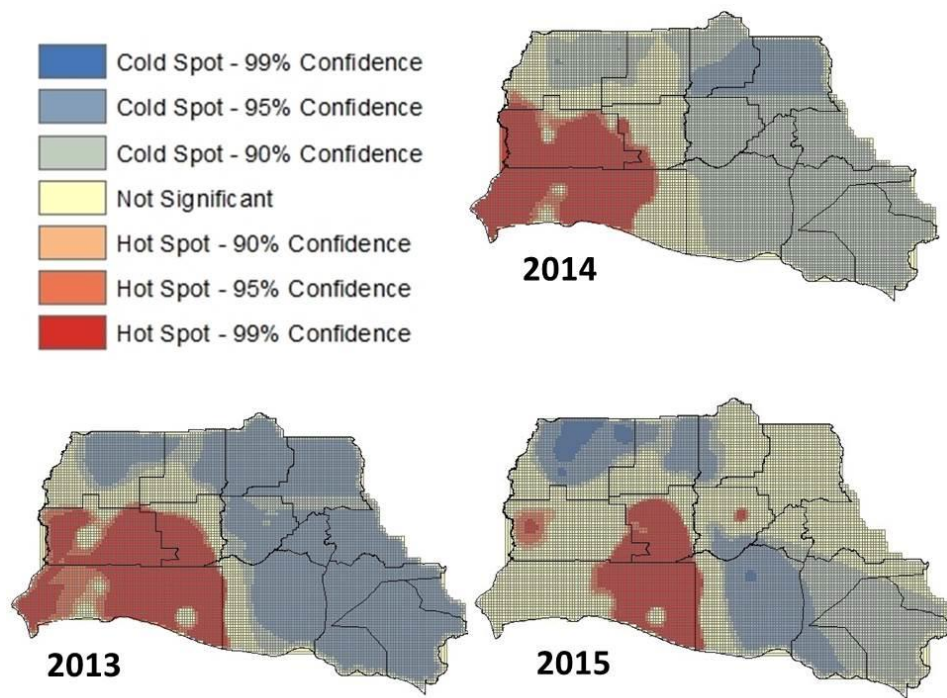 Cold Spot - 99% Confidence
Cold Spot - 95% Confidence
Cold Spot - 90% Confidence
Not Significant
Hot Spot - 90% Confidence
Hot Spot - 95% Confidence
Hot Spot - 99% Confidence
2014
2013
2015